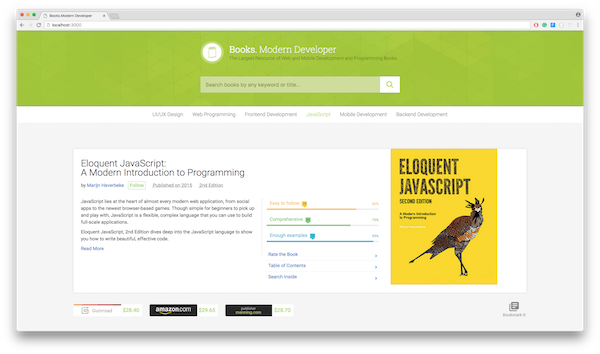 Books.Modern Developer
localhost:3000
Books. Modern Developer
The Largest Resource of Web and Mobile Development and Programming Books
Search books by any keyword or title...
UI/UX Design Web Programming Frontend Development JavaScript Mobile Development Backend Development
Eloquent JavaScript:
A Modern Introduction to Programming
by Marijn Haverbeke Follow Published on 2015 2nd Edition
JavaScript lies at the heart of almost every modern web application, from social
apps to the newest browser-based games. Though simple for beginners to pick up
and play with, JavaScript is a flexible, complex language that you can use to build
full-scale applications.
Eloquent JavaScript, 2nd Edition dives deep into the JavaScript language to show
you how to write beautiful, effective code.
Read More
Easy to follow
Comprehensive
Enough examples
Rate the Book
Table of Contents
Search Inside
ELOQUENT
JAVASCRIPT
SECOND EDITION
A Modern Introduction
to Programming
Marijn Haverbeke
$28.40
amazon.com $29.65
publisher
manning.com $28.70
Bookmark it